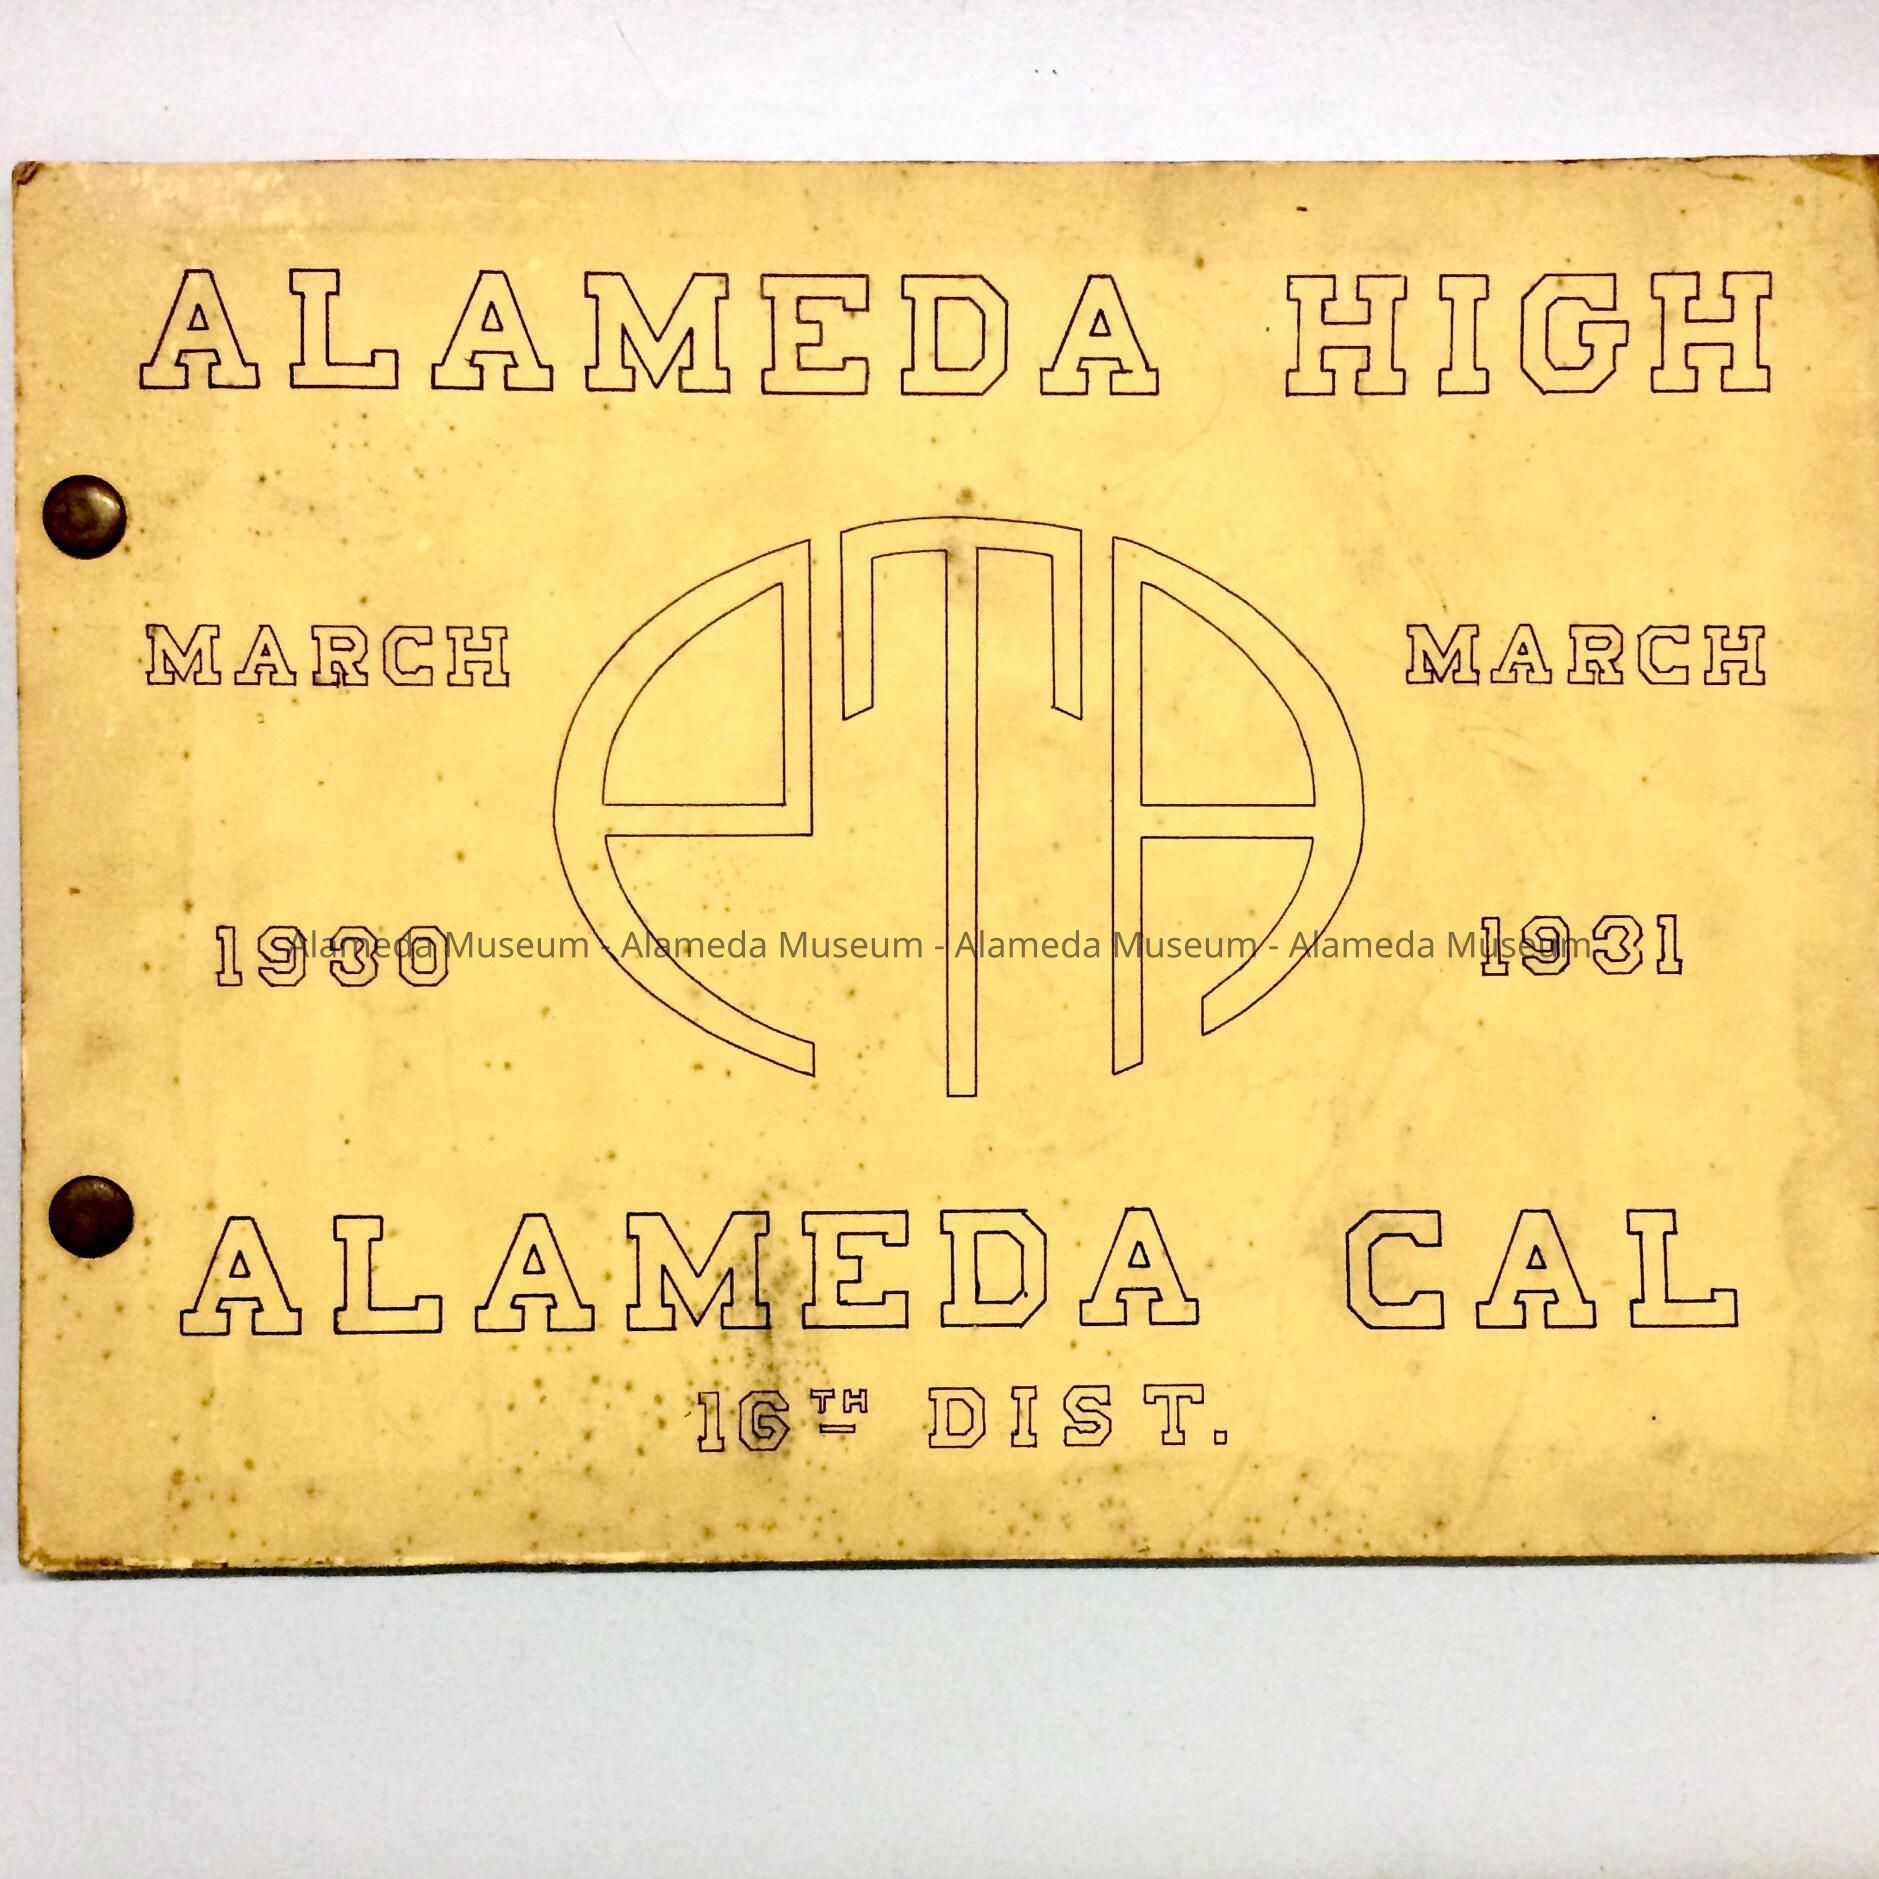 ALAMEDA HIGH
PTA
MARCH MARCH
1930 1931
Alameda Museum - Alameda Museum - Alameda Museum - Alameda Museum
ALAMEDA CAL
16TH DIST.